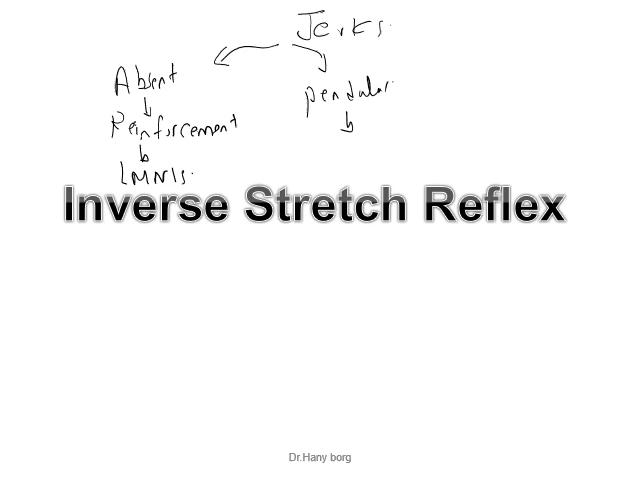 Jerks.
Absent
Pendular.
Reinforcement
LMNls.
Inverse Stretch Reflex
Dr.Hany borg